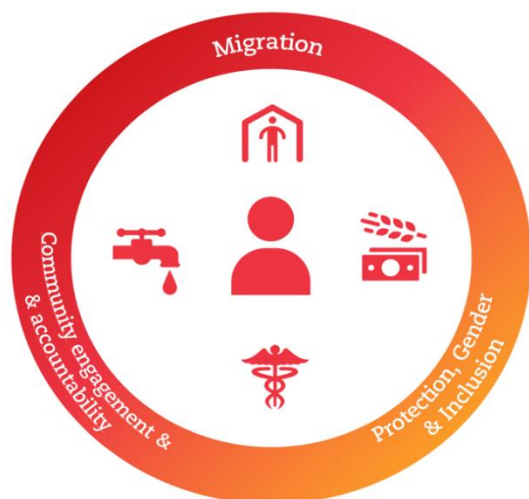 Migration
Community engagement &
& accountability
Protection, Gender
& Inclusion